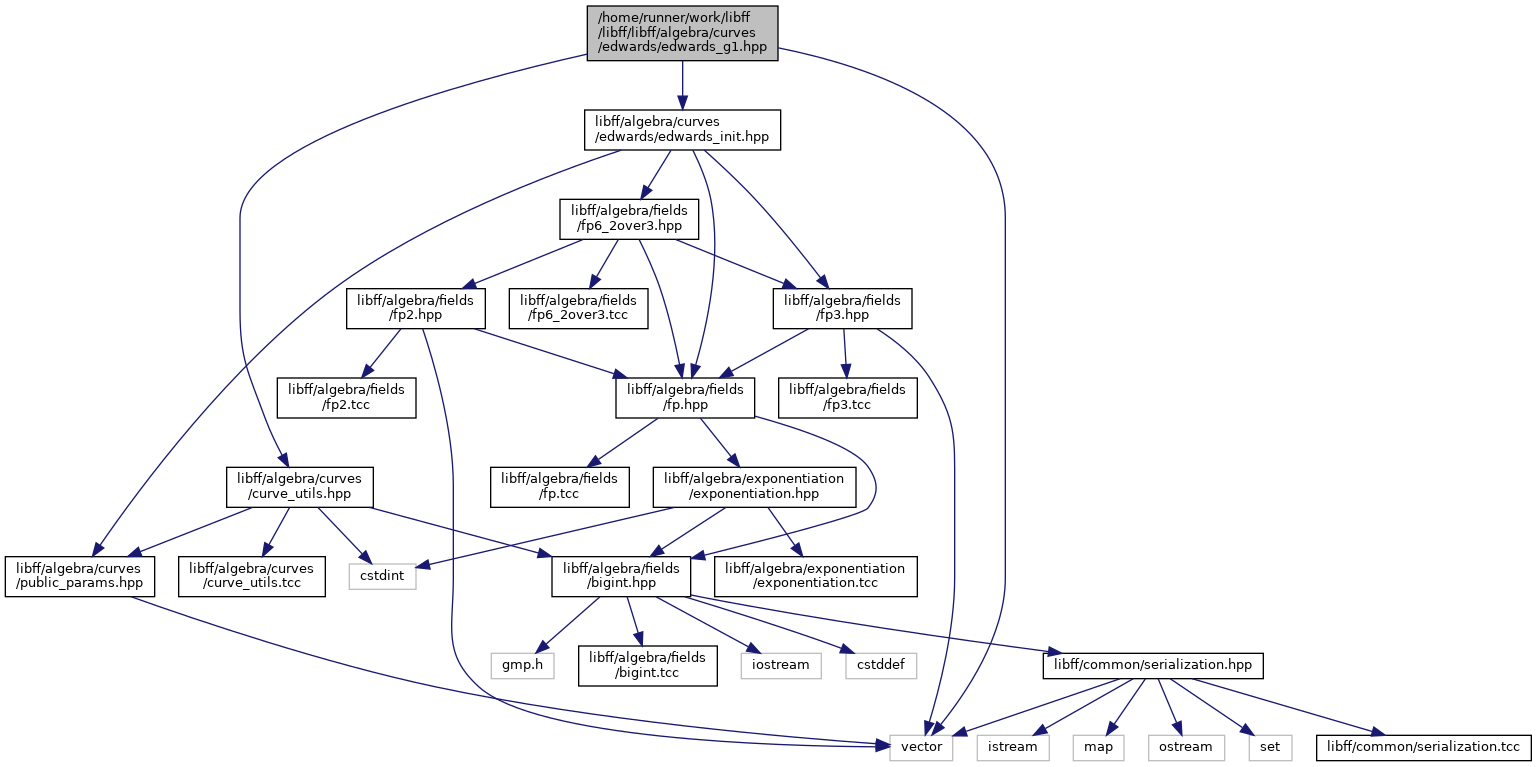 /home/runner/work/libff
/libff/libff/algebra/curves
/edwards/edwards_g1.hpp
libff/algebra/curves
/edwards/edwards_init.hpp
libff/algebra/fields
/fp6_2over3.hpp
libff/algebra/fields
/fp2.hpp
libff/algebra/fields
/fp6_2over3.tcc
libff/algebra/fields
/fp3.hpp
libff/algebra/fields
/fp2.tcc
libff/algebra/fields
/fp.hpp
libff/algebra/fields
/fp3.tcc
libff/algebra/curves
/curve_utils.hpp
libff/algebra/fields
/fp.tcc
libff/algebra/exponentiation
/exponentiation.hpp
libff/algebra/curves
/public_params.hpp
libff/algebra/curves
/curve_utils.tcc
cstdint
libff/algebra/fields
/bigint.hpp
libff/algebra/exponentiation
/exponentiation.tcc
gmp.h
libff/algebra/fields
/bigint.tcc
iostream
cstddef
libff/common/serialization.hpp
vector
istream
map
ostream
set
libff/common/serialization.tcc